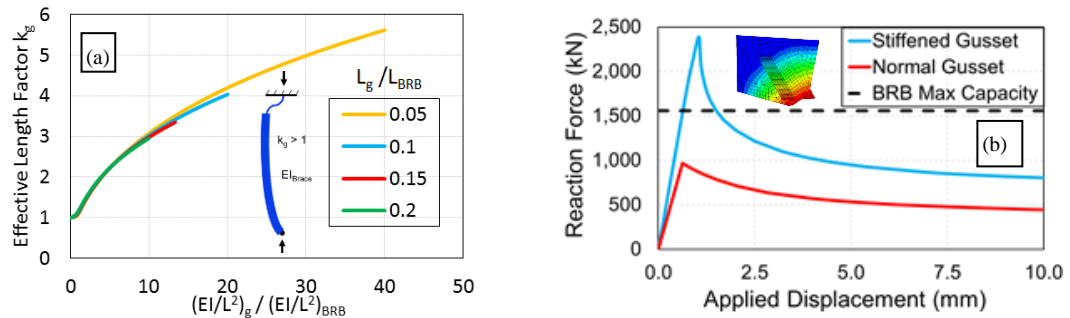 (a)
Effective Length Factor kg
6
5
4
3
2
1
0
0 10 20 30 40 50
(EI/L²)g / (EI/L²)BRB
Lg /LBRB
0.05
0.1
0.15
0.2
kg > 1
EIBrace
(b)
Reaction Force (kN)
2,500
2,000
1,500
1,000
500
0
0.0 2.5 5.0 7.5 10.0
Applied Displacement (mm)
Stiffened Gusset
Normal Gusset
BRB Max Capacity